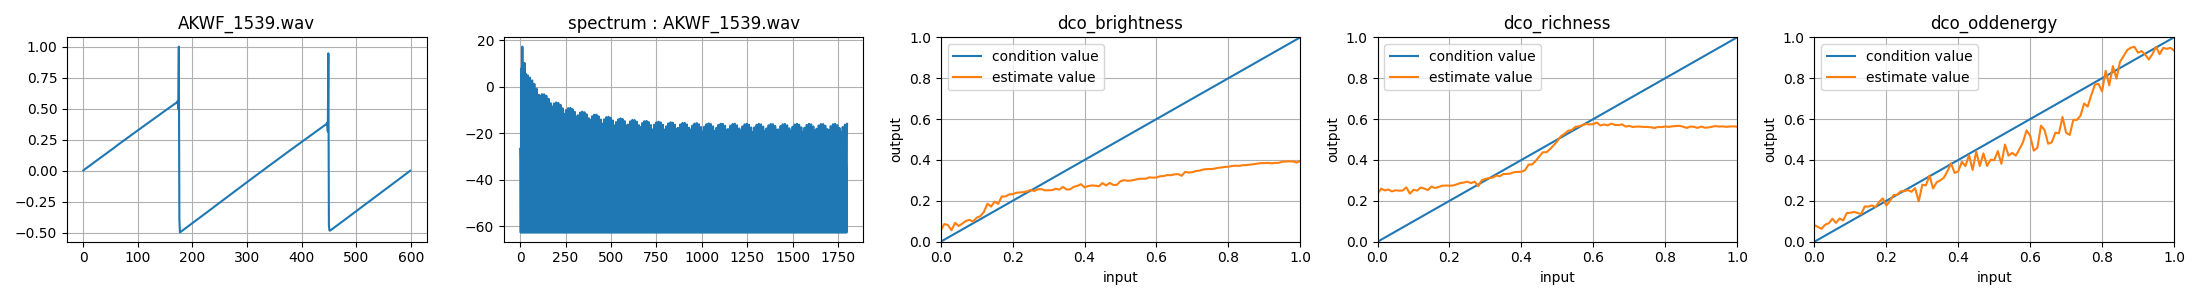 AKWF_1539.wav
1.00
0.75
0.50
0.25
0.00
−0.25
−0.50
0 100 200 300 400 500 600
spectrum : AKWF_1539.wav
20
0
−20
−40
−60
0 250 500 750 1000 1250 1500 1750
dco_brightness
condition value
estimate value
output
1.0
0.8
0.6
0.4
0.2
0.0
0.0 0.2 0.4 0.6 0.8 1.0
input
dco_richness
condition value
estimate value
output
1.0
0.8
0.6
0.4
0.2
0.0
0.0 0.2 0.4 0.6 0.8 1.0
input
dco_oddenergy
condition value
estimate value
output
1.0
0.8
0.6
0.4
0.2
0.0
0.0 0.2 0.4 0.6 0.8 1.0
input